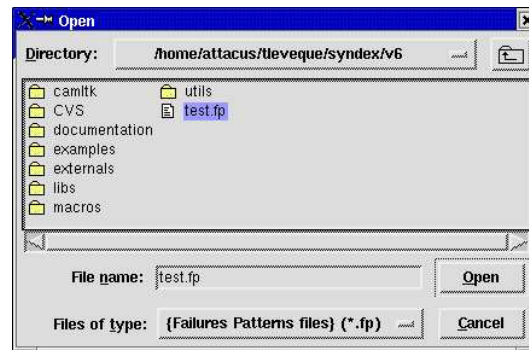 Open
Directory: /home/attacus/tleveque/syndex/v6
camltk utils
CVS test.fp
documentation
examples
externals
libs
macros
File name: test.fp Open
Files of type: {Failures Patterns files} (*.fp) Cancel